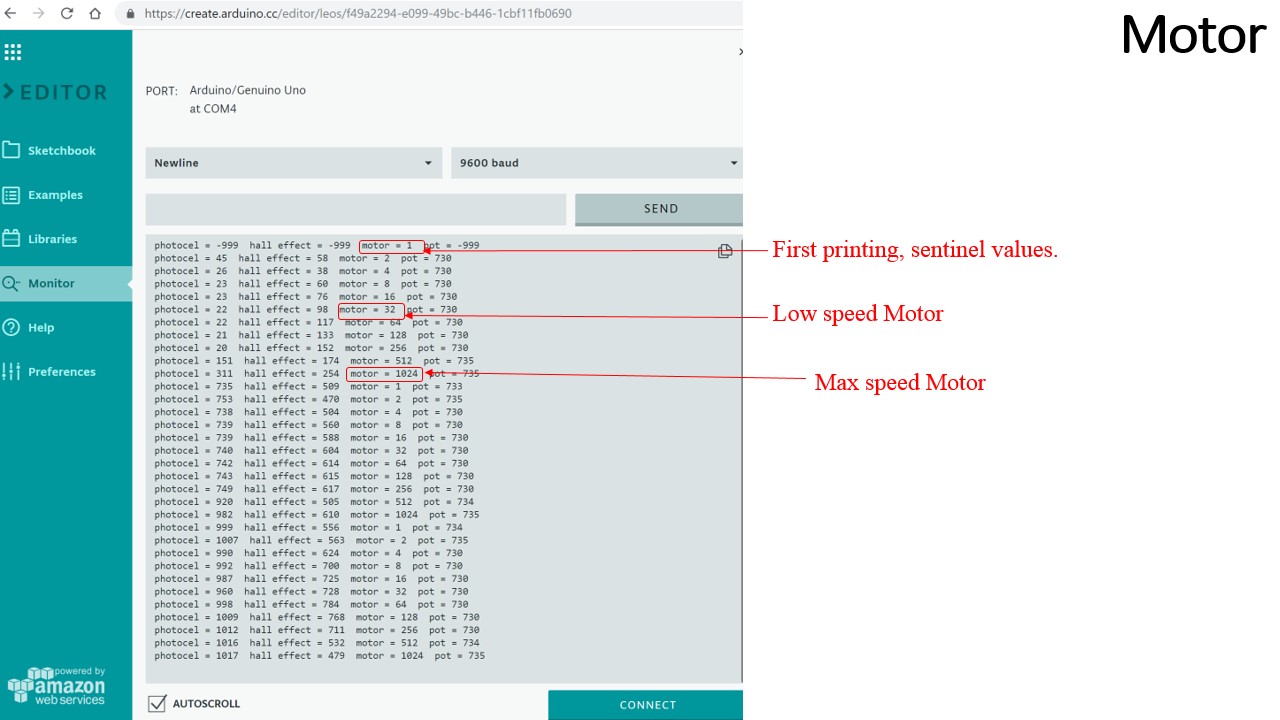 https://create.arduino.cc/editor/leos/f49a2294-e099-49bc-b446-1cbf11fb0690
Motor
EDITOR
PORT: Arduino/Genuino Uno
at COM4
Sketchbook
Examples
Libraries
Monitor
Help
Preferences
Newline
9600 baud
SEND
photocel = -999 hall effect = -999 motor = 1 pot = -999
photocel = 45 hall effect = 58 motor = 2 pot = 730
photocel = 26 hall effect = 38 motor = 4 pot = 730
photocel = 23 hall effect = 60 motor = 8 pot = 730
photocel = 23 hall effect = 76 motor = 16 pot = 730
photocel = 22 hall effect = 98 motor = 32 pot = 730
photocel = 22 hall effect = 117 motor = 64 pot = 730
photocel = 21 hall effect = 133 motor = 128 pot = 730
photocel = 20 hall effect = 152 motor = 256 pot = 730
photocel = 151 hall effect = 174 motor = 512 pot = 735
photocel = 311 hall effect = 254 motor = 1024 pot = 735
photocel = 735 hall effect = 509 motor = 1 pot = 733
photocel = 753 hall effect = 470 motor = 2 pot = 735
photocel = 738 hall effect = 504 motor = 4 pot = 730
photocel = 739 hall effect = 560 motor = 8 pot = 730
photocel = 739 hall effect = 588 motor = 16 pot = 730
photocel = 740 hall effect = 604 motor = 32 pot = 730
photocel = 742 hall effect = 614 motor = 64 pot = 730
photocel = 743 hall effect = 615 motor = 128 pot = 730
photocel = 749 hall effect = 617 motor = 256 pot = 730
photocel = 920 hall effect = 505 motor = 512 pot = 734
photocel = 982 hall effect = 610 motor = 1024 pot = 735
photocel = 999 hall effect = 556 motor = 1 pot = 734
photocel = 1007 hall effect = 563 motor = 2 pot = 735
photocel = 990 hall effect = 624 motor = 4 pot = 730
photocel = 992 hall effect = 700 motor = 8 pot = 730
photocel = 987 hall effect = 725 motor = 16 pot = 730
photocel = 960 hall effect = 728 motor = 32 pot = 730
photocel = 998 hall effect = 784 motor = 64 pot = 730
photocel = 1009 hall effect = 768 motor = 128 pot = 730
photocel = 1012 hall effect = 711 motor = 256 pot = 730
photocel = 1016 hall effect = 532 motor = 512 pot = 734
photocel = 1017 hall effect = 479 motor = 1024 pot = 735
First printing, sentinel values.
Low speed Motor
Max speed Motor
powered by
amazon
web services
AUTOSCROLL
CONNECT